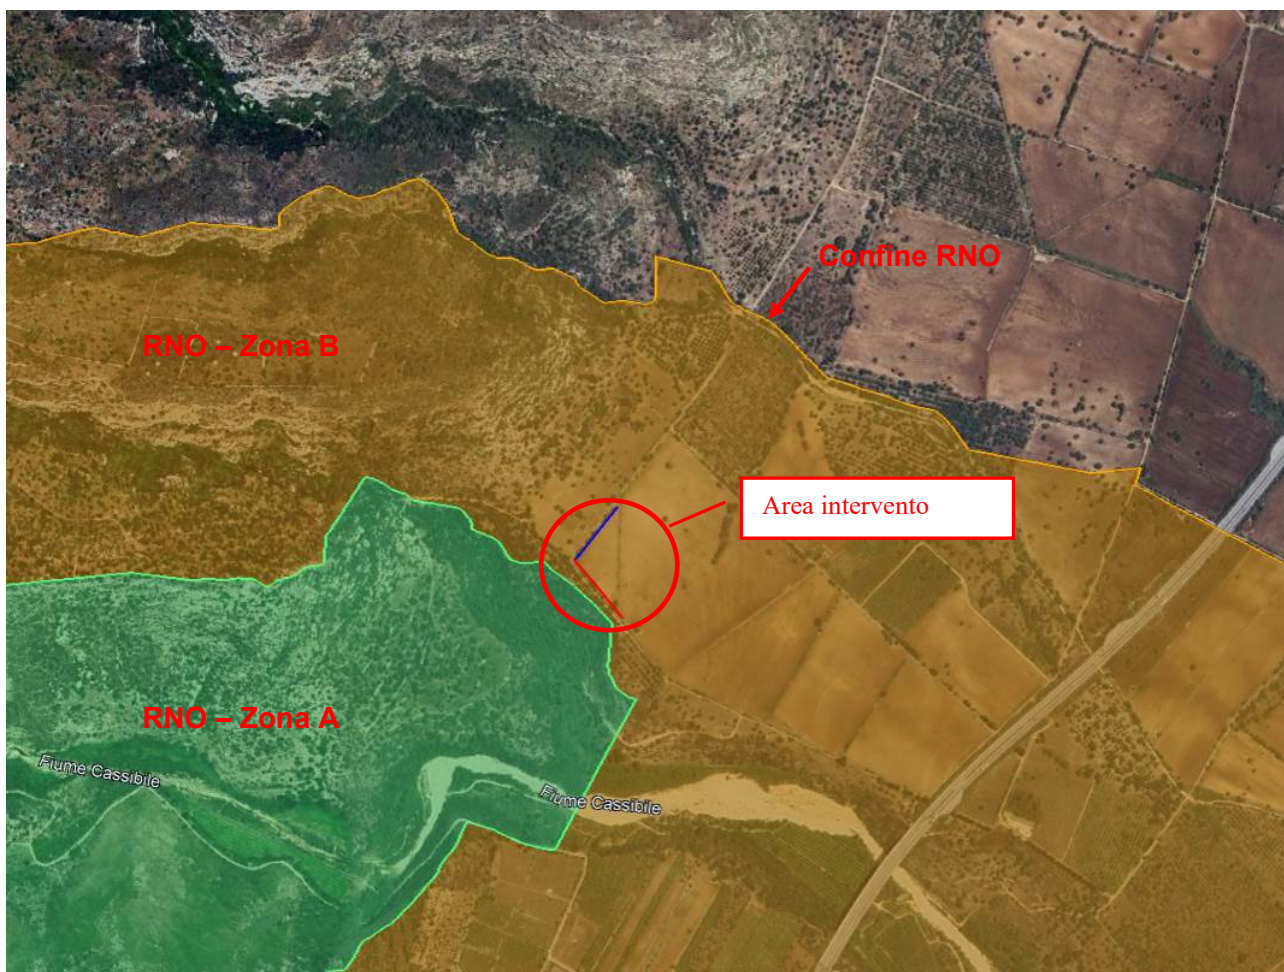 Confine RNO
RNO – Zona B
Area intervento
RNO – Zona A
Fiume Cassibile
Fiume Cassibile